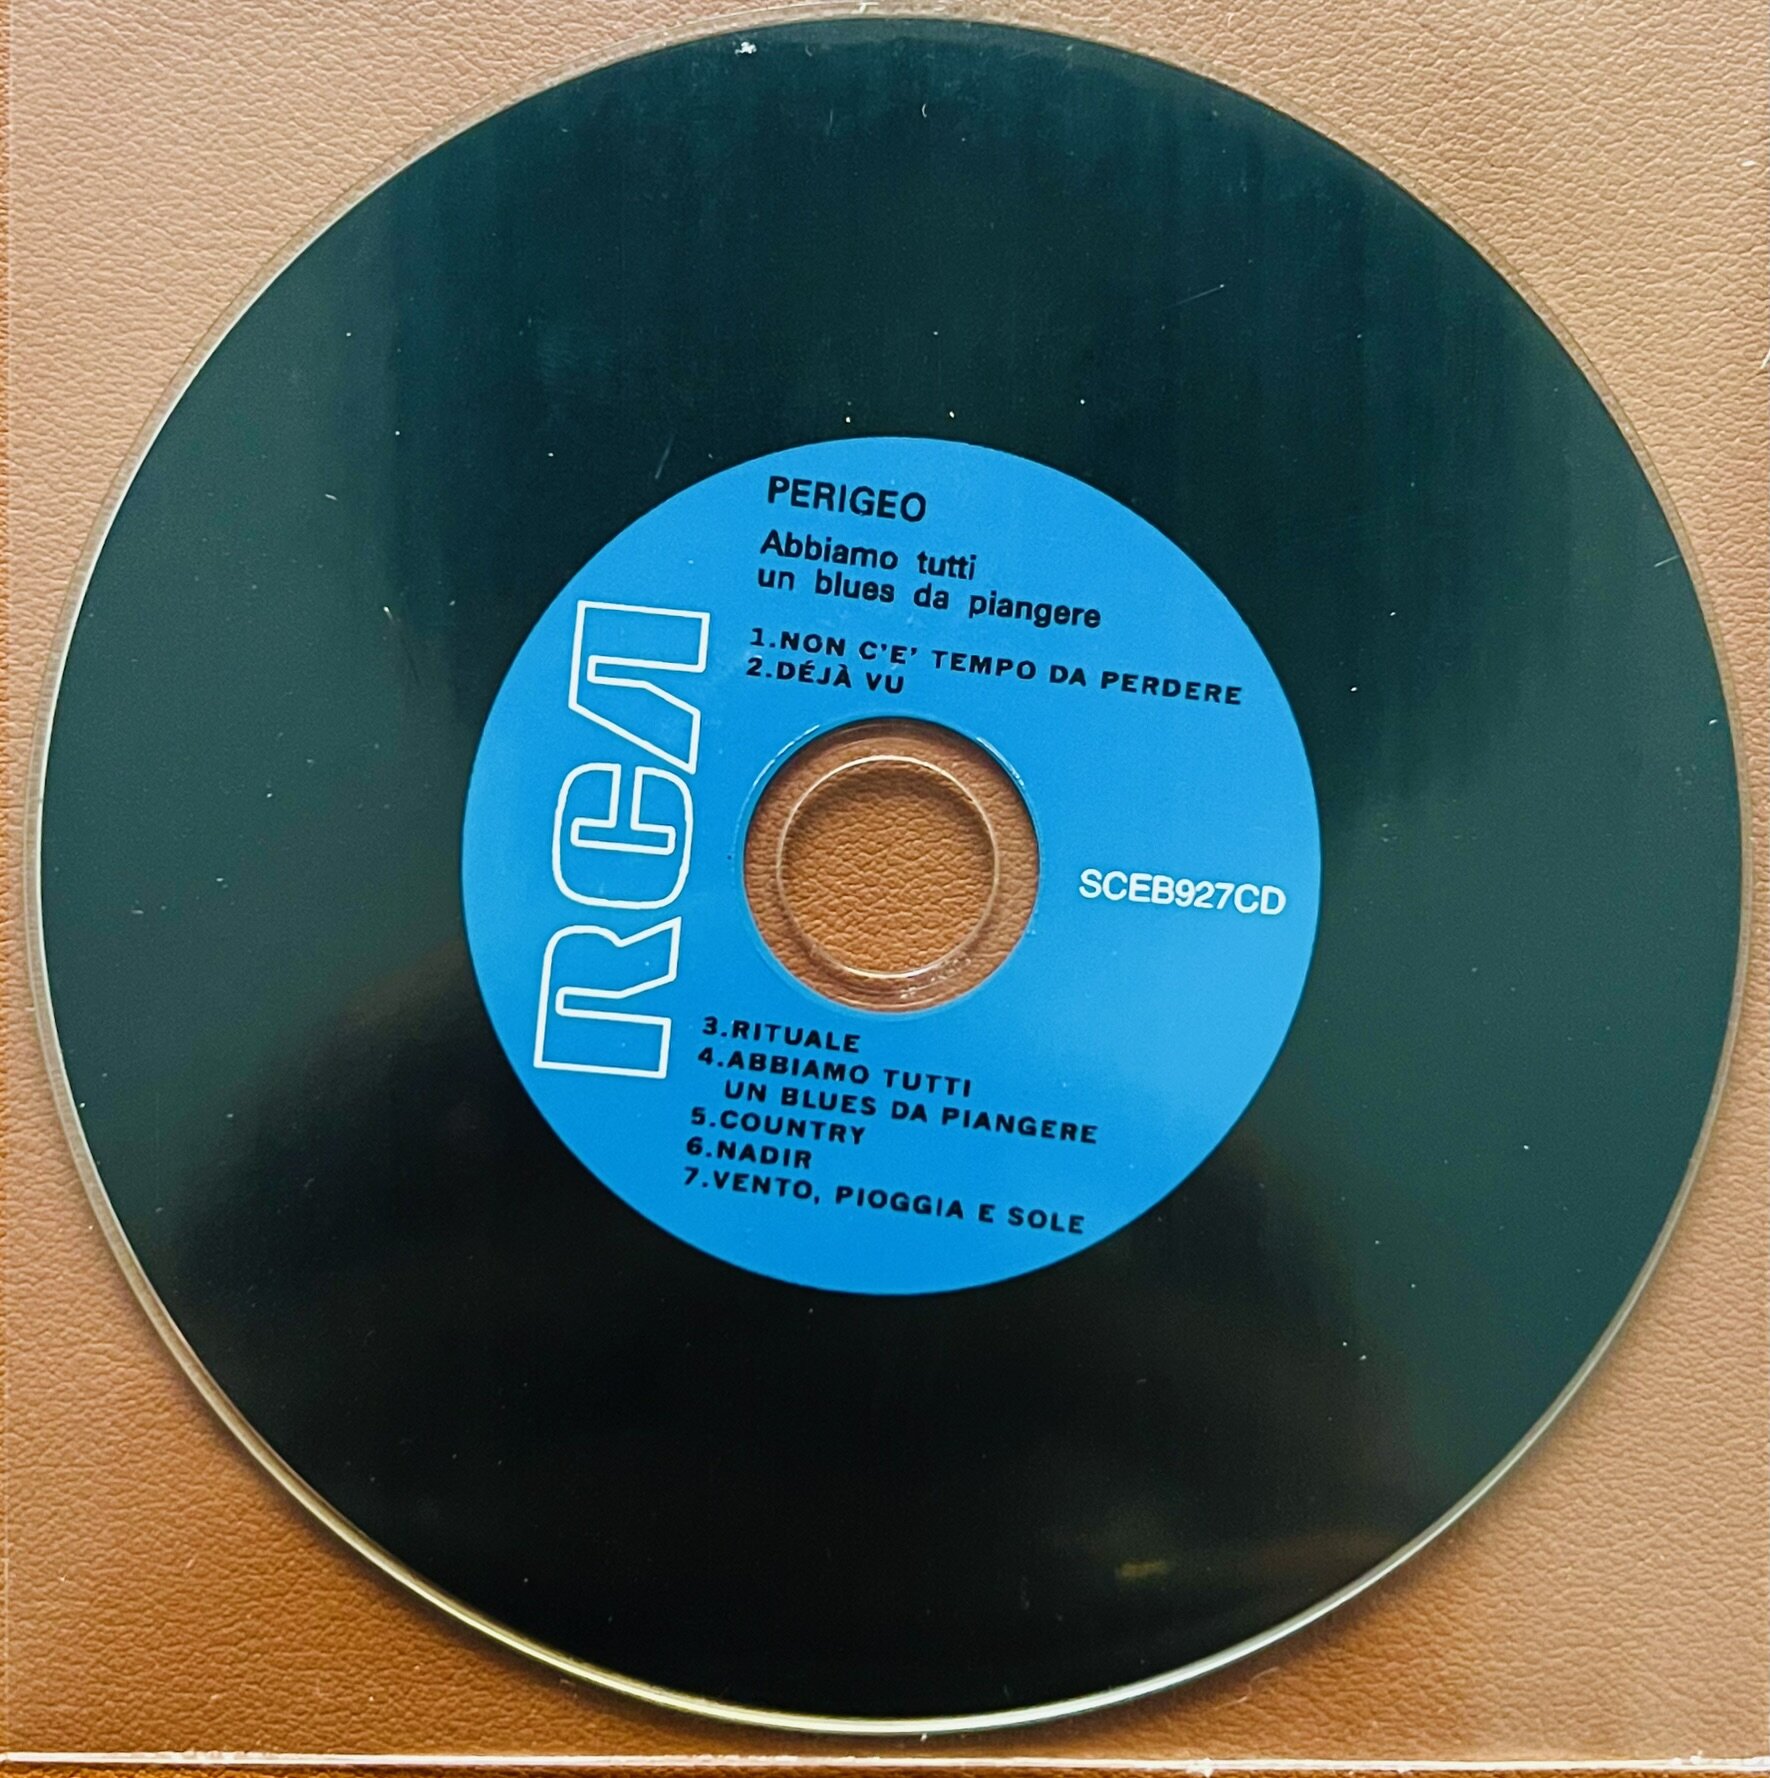 PERIGEO
Abbiamo tutti
un blues da piangere
1.NON C'E' TEMPO DA PERDERE
2.DÉJÀ VU
RCA
SCEB927CD
3.RITUALE
4.ABBIAMO TUTTI
UN BLUES DA PIANGERE
5.COUNTRY
6.NADIR
7.VENTO, PIOGGIA E SOLE